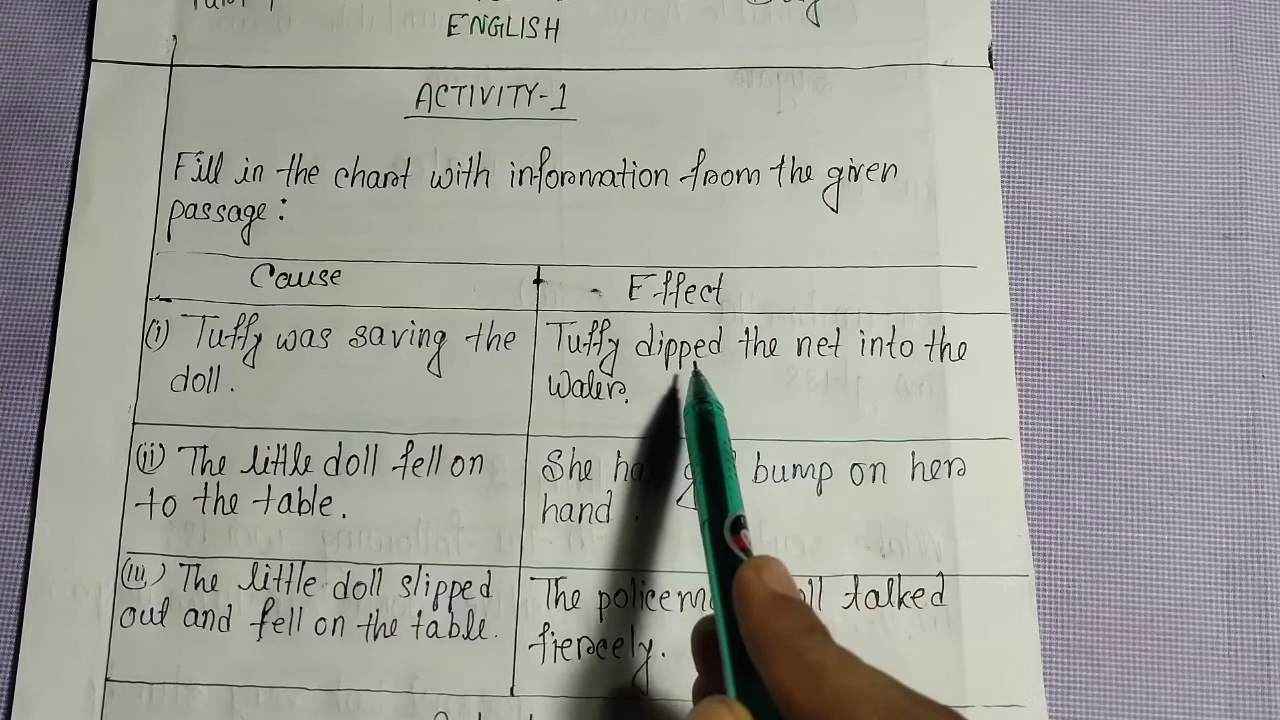 ENGLISH
ACTIVITY-1
Fill in the chart with information from the given
passage:
Cause
Effect
(i) Tuffy was saving the
doll.
Tuffy dipped the net into the
water.
(ii) The little doll fell on
to the table.
She bump on her
hand.
(iii) The little doll slipped
out and fell on the table.
The talked
fiercely.